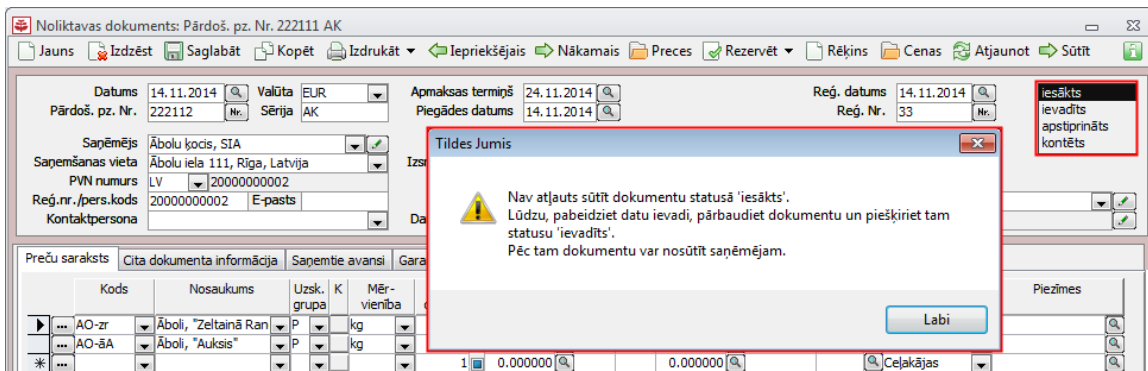 Noliktavas dokuments: Pārdoš. pz. Nr. 222111 AK
Jauns Izdzēst Saglabāt Kopēt Izdrukāt Iepriekšējais Nākamais Preces Rezervēt Rēķins Cenas Atjaunot Sūtīt
Datums 14.11.2014 Valūta EUR Apmaksas termiņš 24.11.2014 Reģ. datums 14.11.2014 iesākts
Pārdoš. pz. Nr. 222112 Nr. Sērija AK Piegādes datums 14.11.2014 Reģ. Nr. 33 Nr. ievadīts
apstiprināts
kontēts
Saņēmējs Ābolu ķocis, SIA
Saņemšanas vieta Ābolu iela 111, Rīga, Latvija
PVN numurs LV 20000000002
Reģ.nr./pers.kods 20000000002 E-pasts
Kontaktpersona
Tildes Jumis
Nav atļauts sūtīt dokumentu statusā 'iesākts'.
Lūdzu, pabeidziet datu ievadi, pārbaudiet dokumentu un piešķiriet tam
statusu 'ievadīts'.
Pēc tam dokumentu var nosūtīt saņēmējam.
Labi
Preču saraksts Cita dokumenta informācija Saņemtie avansi
Kods Nosaukums Uzsk. grupa K Mēr-vienība Piezīmes
AO-zr Āboli, "Zeltainā Ran P kg
AO-āA Āboli, "Auksis" P kg
1 0.000000 0.000000 Ceļakājas